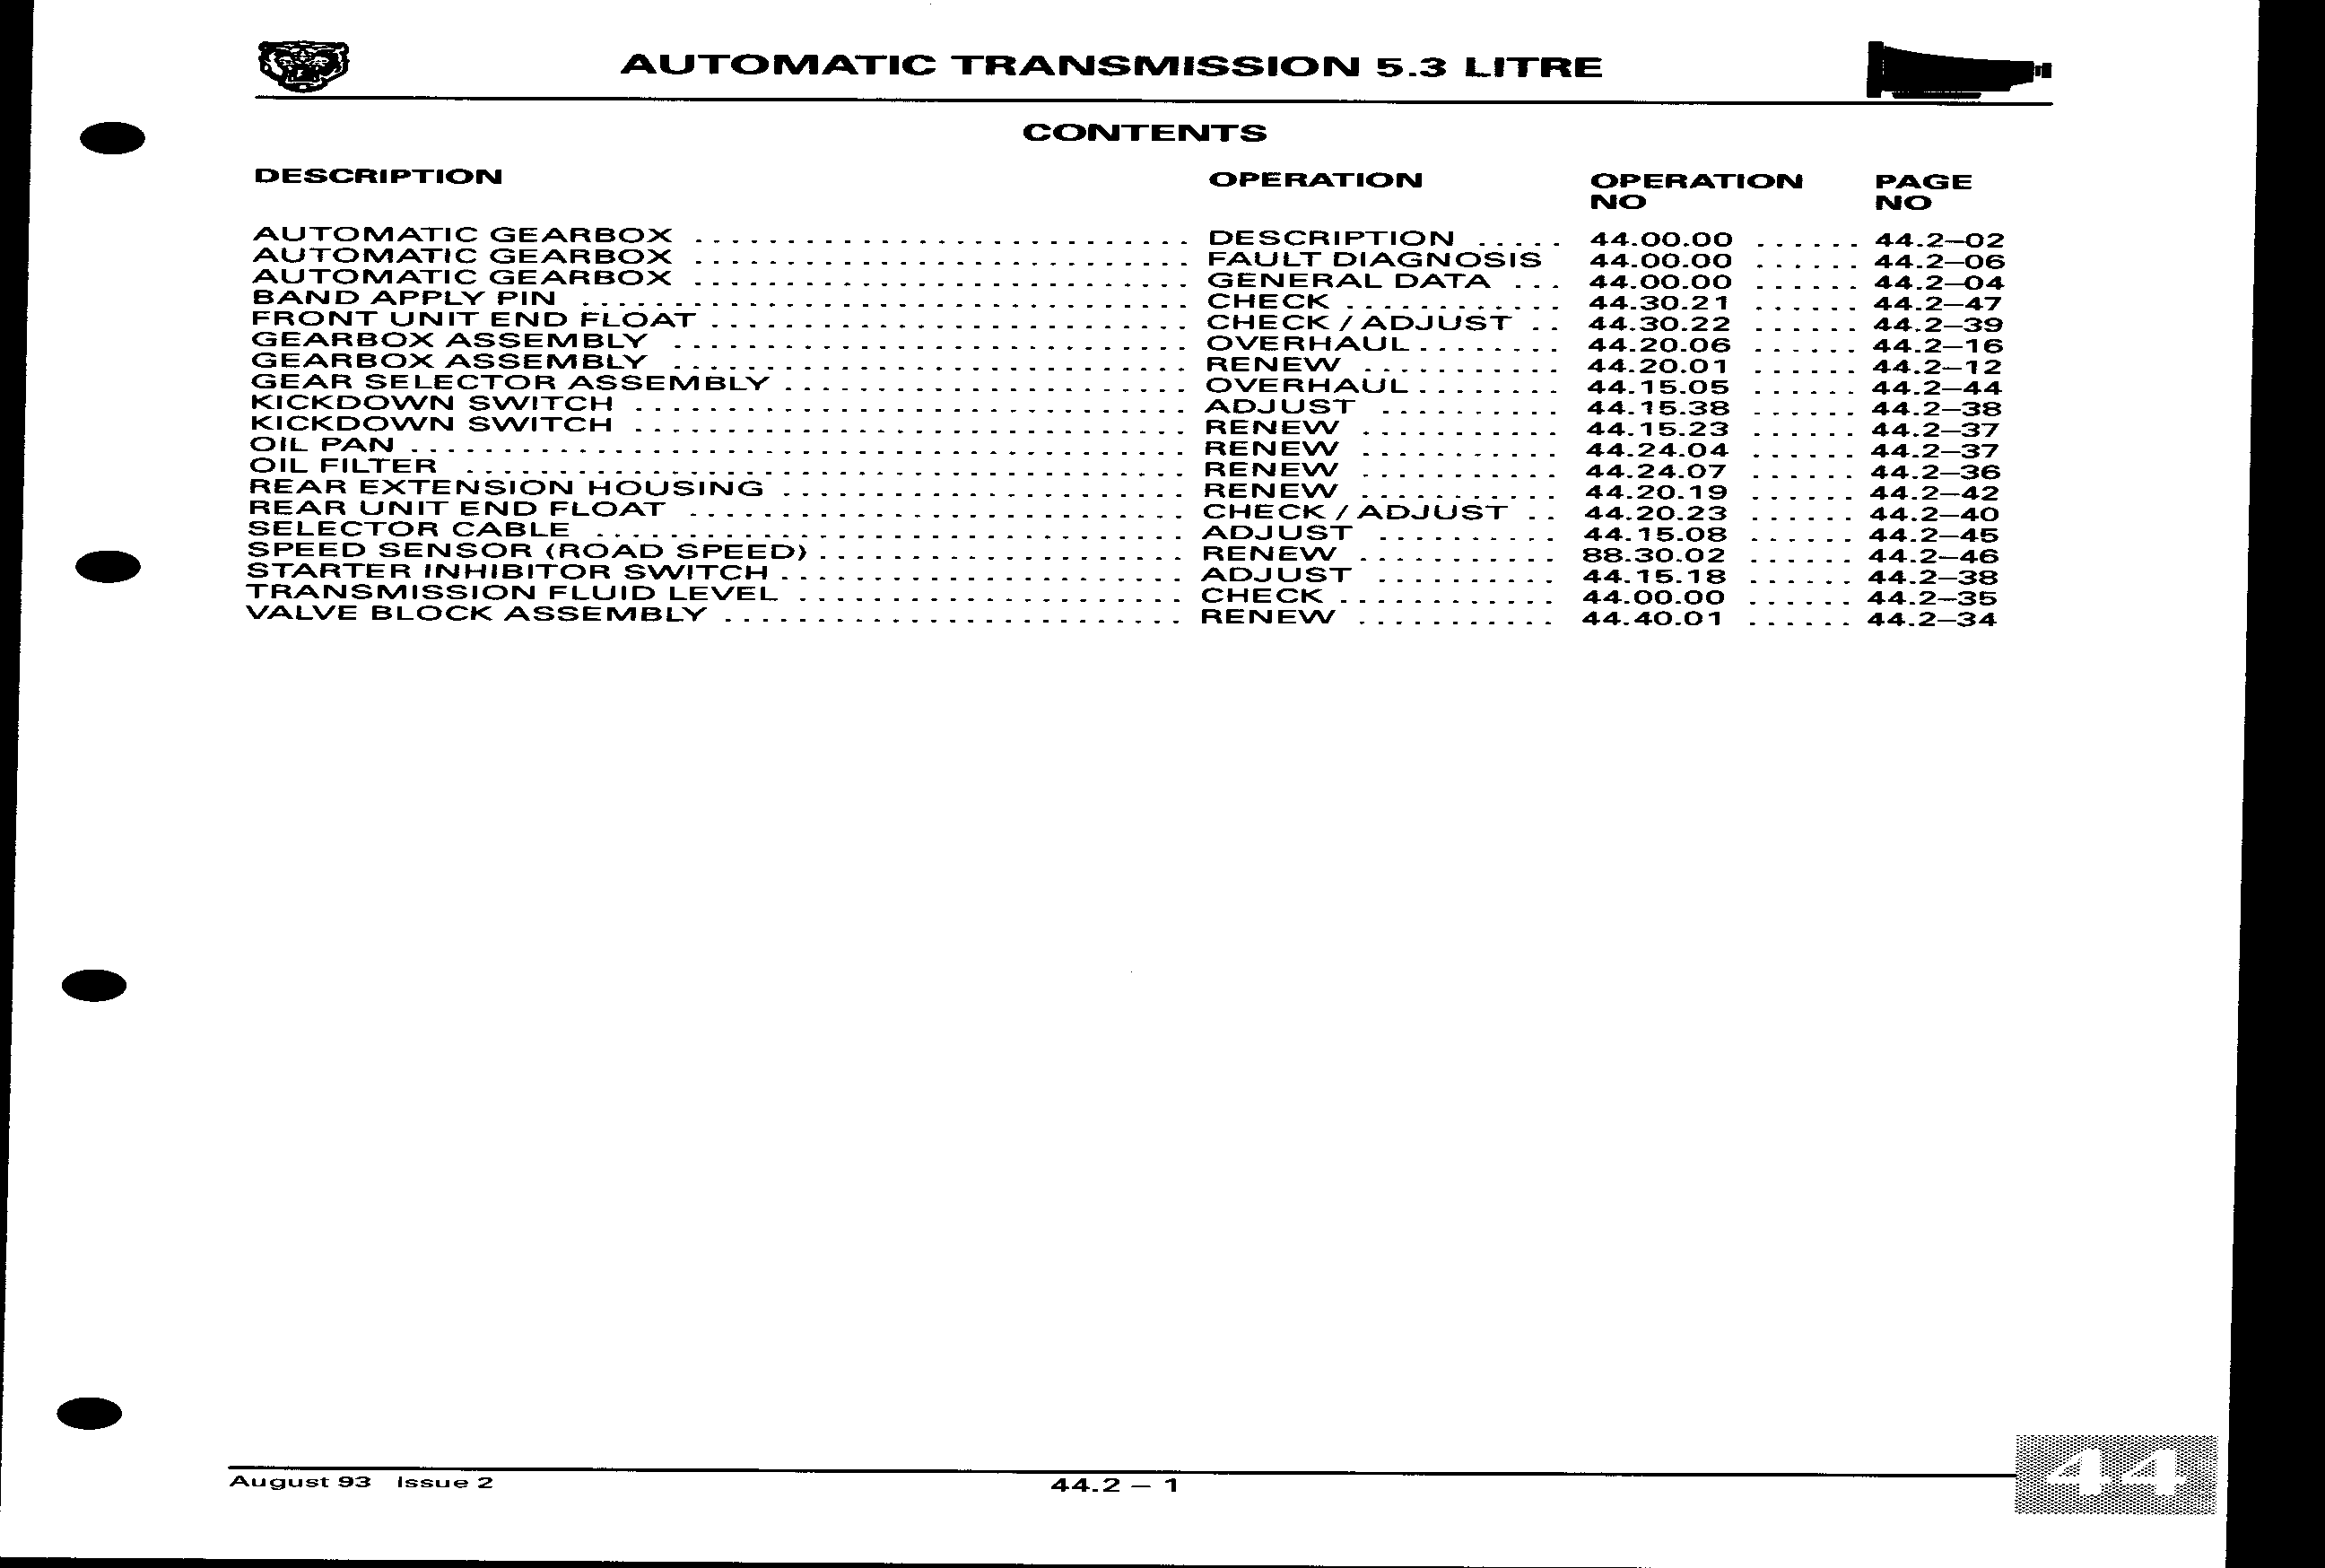 AUTOMATIC TRANSMISSION 5.3 LITRE
CONTENTS
DESCRIPTION OPERATION OPERATION PAGE
NO NO
AUTOMATIC GEARBOX ........................... DESCRIPTION ..... 44.00.00 ...... 44.2–02
AUTOMATIC GEARBOX ........................... FAULT DIAGNOSIS 44.00.00 ...... 44.2–06
AUTOMATIC GEARBOX ........................... GENERAL DATA ... 44.00.00 ...... 44.2–04
BAND APPLY PIN ................................. CHECK ............ 44.30.21 ...... 44.2–47
FRONT UNIT END FLOAT .......................... CHECK / ADJUST .. 44.30.22 ...... 44.2–39
GEARBOX ASSEMBLY ............................ OVERHAUL ........ 44.20.06 ...... 44.2–16
GEARBOX ASSEMBLY ............................ RENEW ........... 44.20.01 ...... 44.2–12
GEAR SELECTOR ASSEMBLY ...................... OVERHAUL ........ 44.15.05 ...... 44.2–44
KICKDOWN SWITCH .............................. ADJUST .......... 44.15.38 ...... 44.2–38
KICKDOWN SWITCH .............................. RENEW ........... 44.15.23 ...... 44.2–37
OIL PAN .......................................... RENEW ........... 44.24.04 ...... 44.2–37
OIL FILTER ....................................... RENEW ........... 44.24.07 ...... 44.2–36
REAR EXTENSION HOUSING ...................... RENEW ........... 44.20.19 ...... 44.2–42
REAR UNIT END FLOAT ........................... CHECK / ADJUST .. 44.20.23 ...... 44.2–40
SELECTOR CABLE ................................ ADJUST .......... 44.15.08 ...... 44.2–45
SPEED SENSOR (ROAD SPEED) .................... RENEW ........... 88.30.02 ...... 44.2–46
STARTER INHIBITOR SWITCH ...................... ADJUST .......... 44.15.18 ...... 44.2–38
TRANSMISSION FLUID LEVEL ..................... CHECK ............ 44.00.00 ...... 44.2–35
VALVE BLOCK ASSEMBLY ......................... RENEW ........... 44.40.01 ...... 44.2–34
August 93 Issue 2 44.2 – 1
44